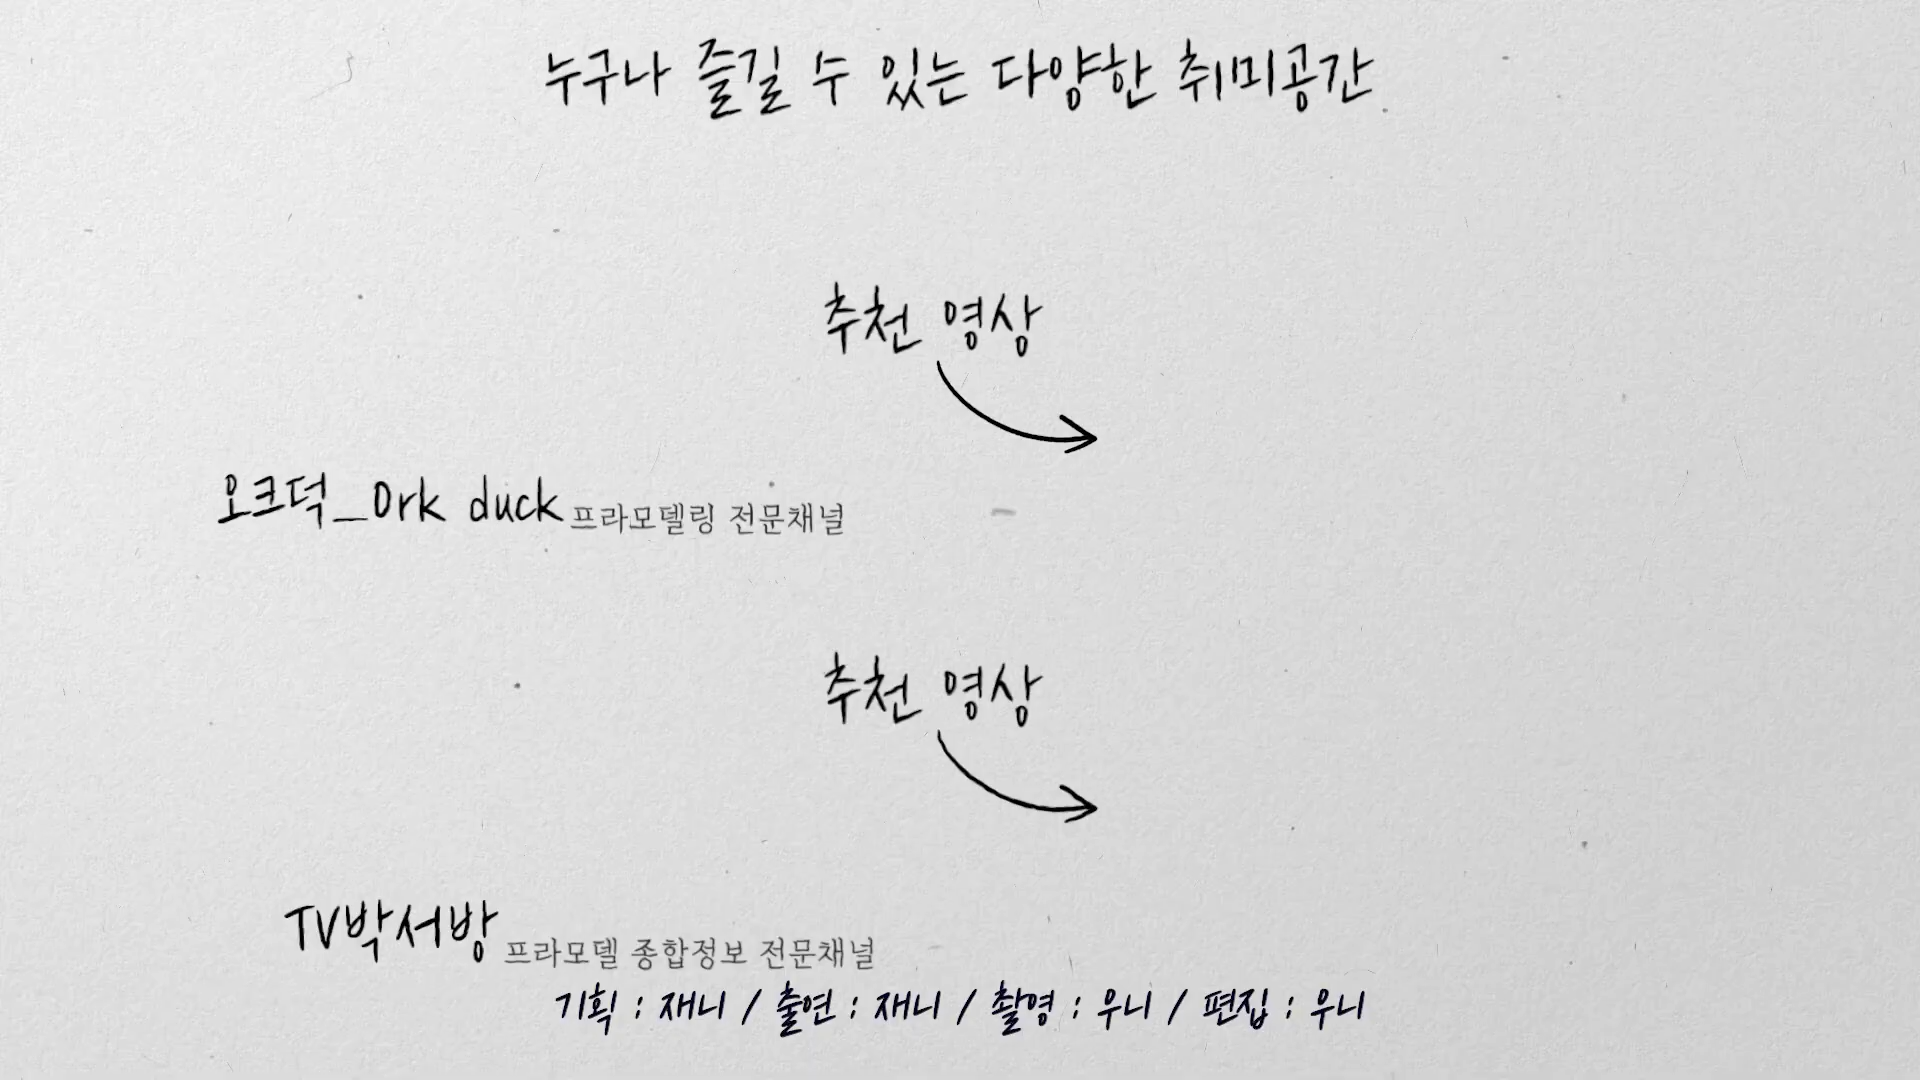 누구나 즐길 수 있는 다양한 취미공간
추천 영상
오크덕_Ork duck 프라모델링 전문채널
추천 영상
TV박서방 프라모델 종합정보 전문채널
기획 : 재니 / 출연 : 재니 / 촬영 : 우니 / 편집 : 우니